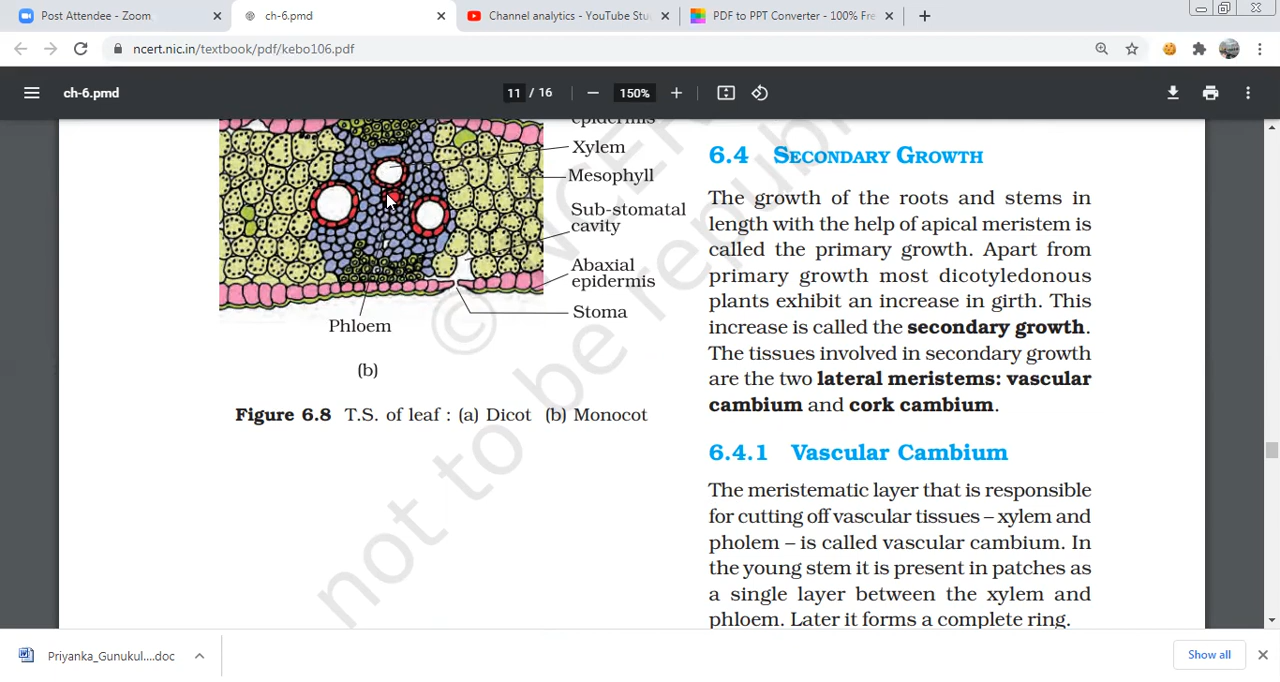 Post Attendee - Zoom
ch-6.pmd
Channel analytics - YouTube Stu
PDF to PPT Converter - 100% Fre
ncert.nic.in/textbook/pdf/kebo106.pdf
ch-6.pmd
11 / 16
150%
epidermis
Xylem
Mesophyll
Sub-stomatal
cavity
Abaxial
epidermis
Stoma
Phloem
(b)
Figure 6.8 T.S. of leaf : (a) Dicot (b) Monocot
6.4 SECONDARY GROWTH
The growth of the roots and stems in
length with the help of apical meristem is
called the primary growth. Apart from
primary growth most dicotyledonous
plants exhibit an increase in girth. This
increase is called the secondary growth.
The tissues involved in secondary growth
are the two lateral meristems: vascular
cambium and cork cambium.
6.4.1 Vascular Cambium
The meristematic layer that is responsible
for cutting off vascular tissues – xylem and
pholem – is called vascular cambium. In
the young stem it is present in patches as
a single layer between the xylem and
phloem. Later it forms a complete ring.
© NCERT
not to be republ
Priyanka_Gunukul....doc
Show all